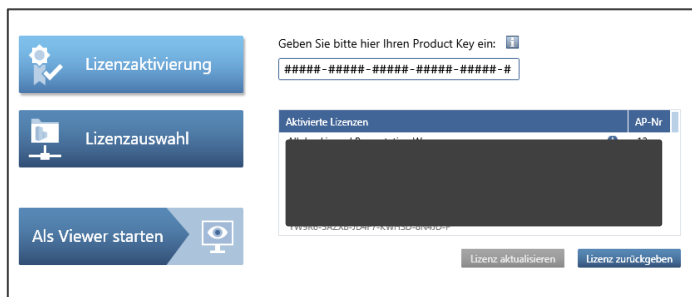 Lizenzaktivierung
Geben Sie bitte hier Ihren Product Key ein:
#####-#####-#####-#####-#####-#
Lizenzauswahl
Aktivierte Lizenzen AP-Nr
Als Viewer starten
Lizenz aktualisieren Lizenz zurückgeben